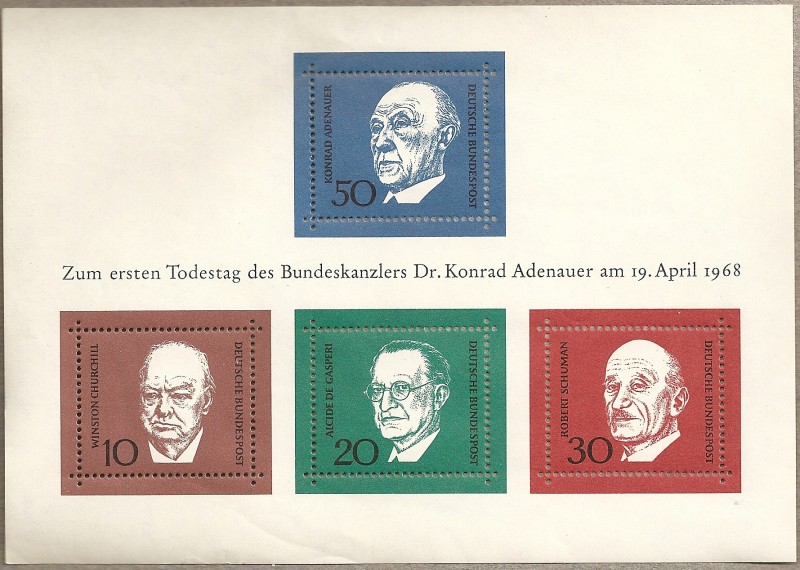 KONRAD ADENAUER
DEUTSCHE BUNDESPOST
50
Zum ersten Todestag des Bundeskanzlers Dr. Konrad Adenauer am 19. April 1968
WINSTON CHURCHILL
DEUTSCHE BUNDESPOST
10
ALCIDE DE GASPERI
DEUTSCHE BUNDESPOST
20
ROBERT SCHUMAN
DEUTSCHE BUNDESPOST
30